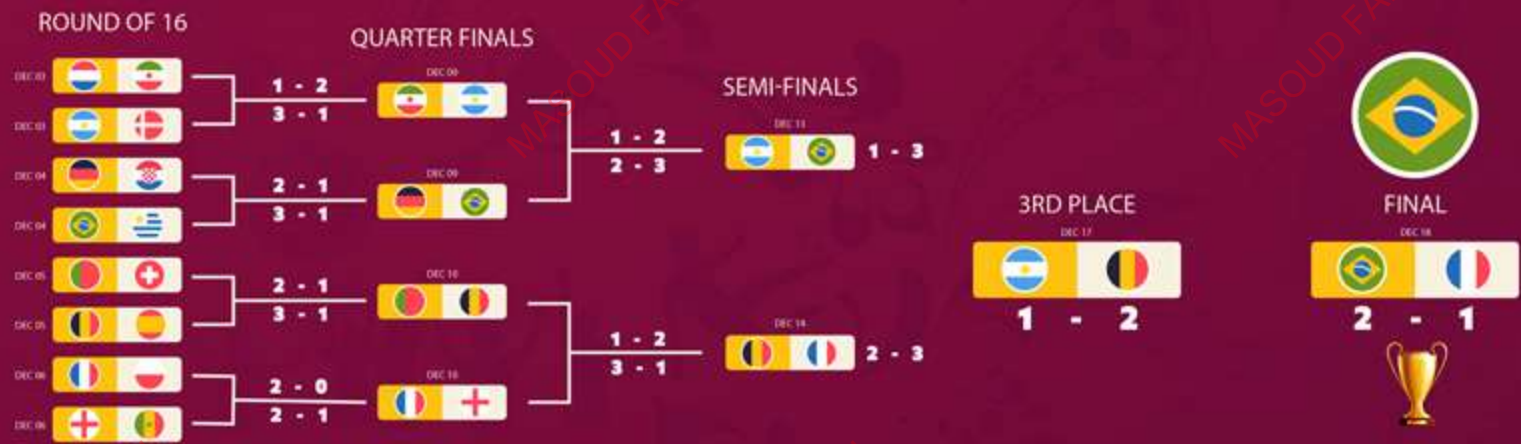 ROUND OF 16
DEC 03
DEC 03
DEC 04
DEC 04
DEC 05
DEC 05
DEC 06
DEC 06
1 - 2
3 - 1
2 - 1
3 - 1
2 - 1
3 - 1
2 - 0
2 - 1
QUARTER FINALS
DEC 09
DEC 09
DEC 10
DEC 10
1 - 2
2 - 3
1 - 2
3 - 1
SEMI-FINALS
DEC 13
1 - 3
DEC 14
2 - 3
3RD PLACE
DEC 17
1 - 2
FINAL
DEC 18
2 - 1
MASOUD FA
MASOUD FA